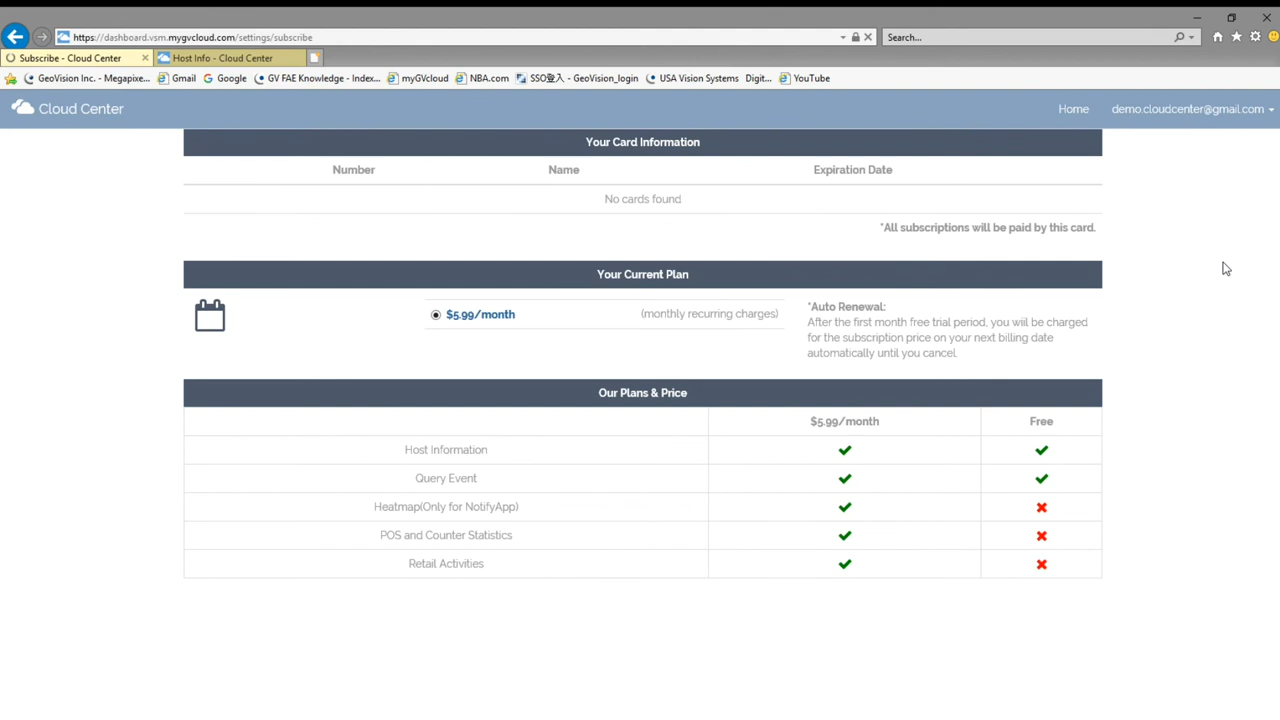 https://dashboard.vsm.mygvcloud.com/settings/subscribe
Search...
Subscribe - Cloud Center
Host Info - Cloud Center
GeoVision Inc. - Megapixe...
Gmail
Google
GV FAE Knowledge - Index...
myGVcloud
NBA.com
SSO登入 - GeoVision_login
USA Vision Systems Digit...
YouTube
Cloud Center
Home
demo.cloudcenter@gmail.com
Your Card Information
Number Name Expiration Date
No cards found
*All subscriptions will be paid by this card.
Your Current Plan
$5.99/month
(monthly recurring charges)
*Auto Renewal:
After the first month free trial period, you wiil be charged
for the subscription price on your next billing date
automatically until you cancel.
Our Plans & Price
$5.99/month Free
Host Information
Query Event
Heatmap(Only for NotifyApp)
POS and Counter Statistics
Retail Activities